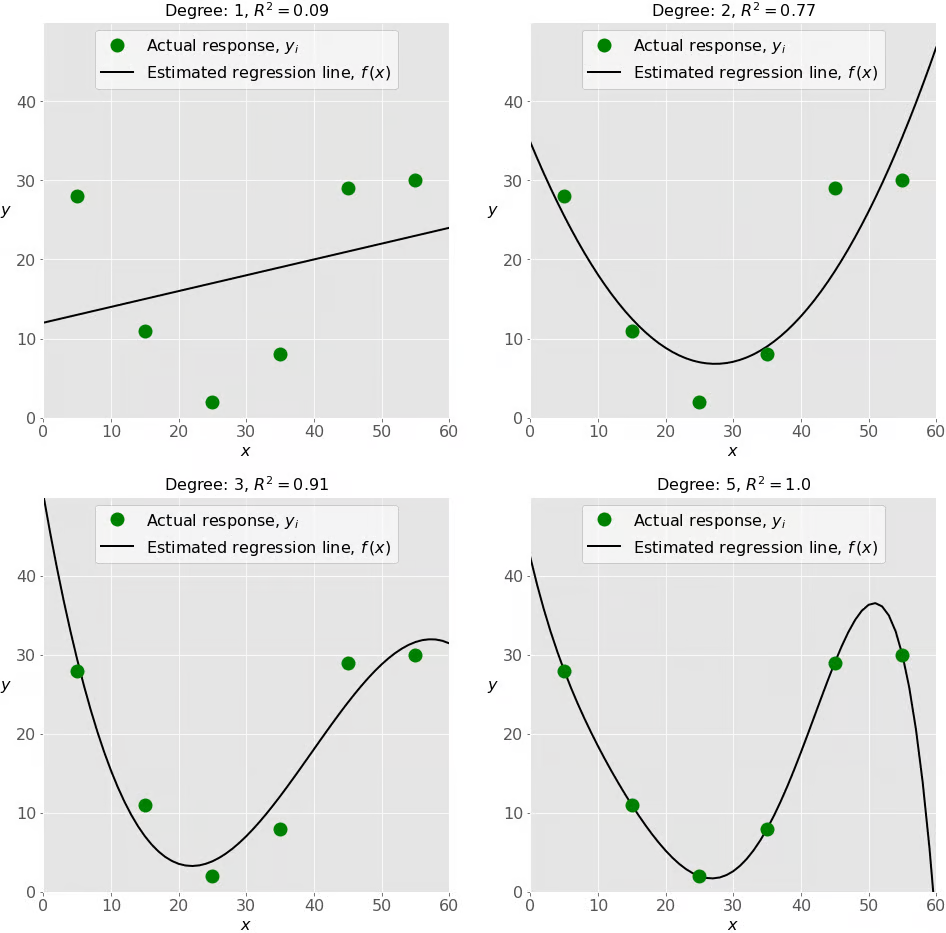 Degree: 1, R² = 0.09
Actual response, yᵢ
Estimated regression line, f(x)
40
30
y
20
10
0
0 10 20 30 40 50 60
x
Degree: 2, R² = 0.77
Actual response, yᵢ
Estimated regression line, f(x)
40
30
y
20
10
0
0 10 20 30 40 50 60
x
Degree: 3, R² = 0.91
Actual response, yᵢ
Estimated regression line, f(x)
40
30
y
20
10
0
0 10 20 30 40 50 60
x
Degree: 5, R² = 1.0
Actual response, yᵢ
Estimated regression line, f(x)
40
30
y
20
10
0
0 10 20 30 40 50 60
x